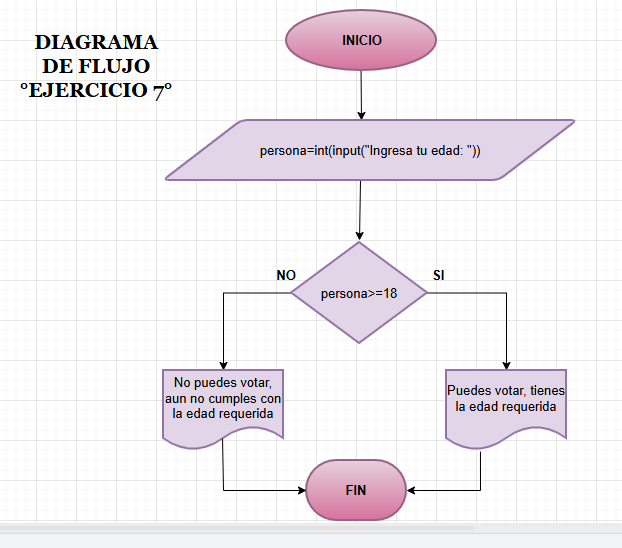 DIAGRAMA
DE FLUJO
°EJERCICIO 7°
INICIO
persona=int(input("Ingresa tu edad: "))
NO
SI
persona>=18
No puedes votar,
aun no cumples con
la edad requerida
Puedes votar, tienes
la edad requerida
FIN